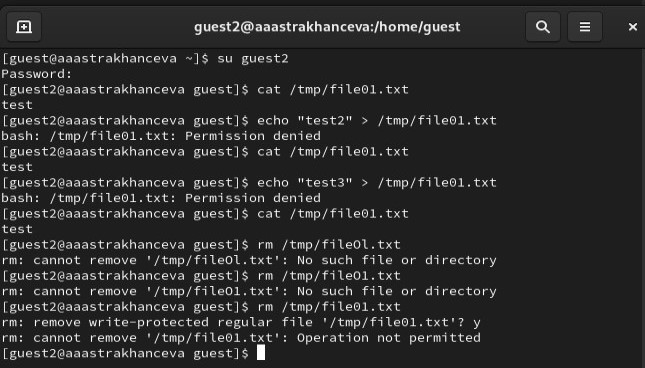 guest2@aaastrakhanceva:/home/guest
[guest@aaastrakhanceva ~]$ su guest2
Password:
[guest2@aaastrakhanceva guest]$ cat /tmp/file01.txt
test
[guest2@aaastrakhanceva guest]$ echo "test2" > /tmp/file01.txt
bash: /tmp/file01.txt: Permission denied
[guest2@aaastrakhanceva guest]$ cat /tmp/file01.txt
test
[guest2@aaastrakhanceva guest]$ echo "test3" > /tmp/file01.txt
bash: /tmp/file01.txt: Permission denied
[guest2@aaastrakhanceva guest]$ cat /tmp/file01.txt
test
[guest2@aaastrakhanceva guest]$ rm /tmp/fileOl.txt
rm: cannot remove '/tmp/fileOl.txt': No such file or directory
[guest2@aaastrakhanceva guest]$ rm /tmp/fileO1.txt
rm: cannot remove '/tmp/fileO1.txt': No such file or directory
[guest2@aaastrakhanceva guest]$ rm /tmp/file01.txt
rm: remove write-protected regular file '/tmp/file01.txt'? y
rm: cannot remove '/tmp/file01.txt': Operation not permitted
[guest2@aaastrakhanceva guest]$